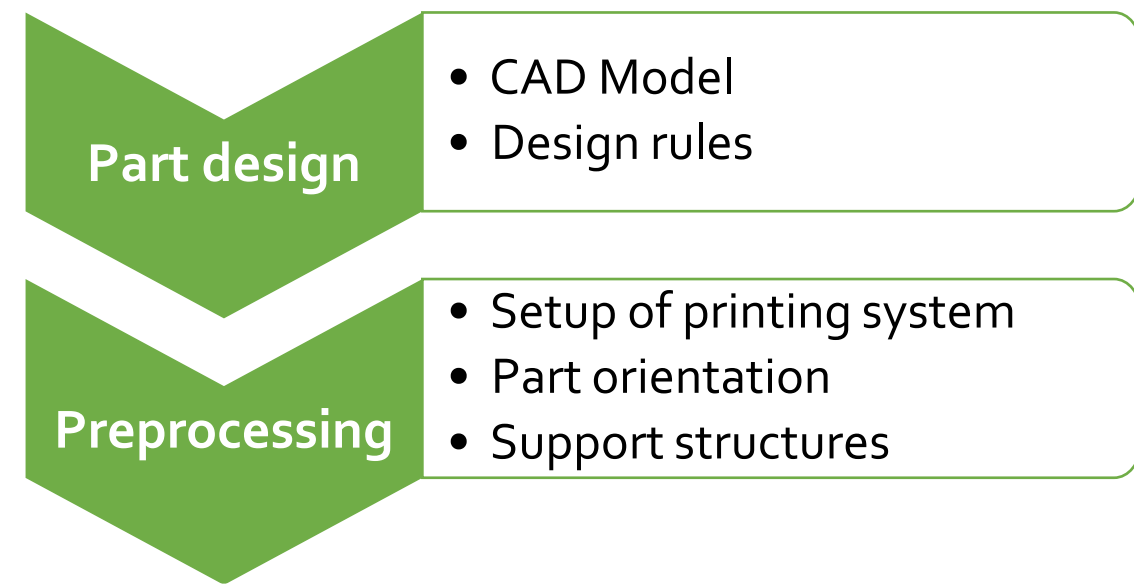 Part design
• CAD Model
• Design rules
Preprocessing
• Setup of printing system
• Part orientation
• Support structures